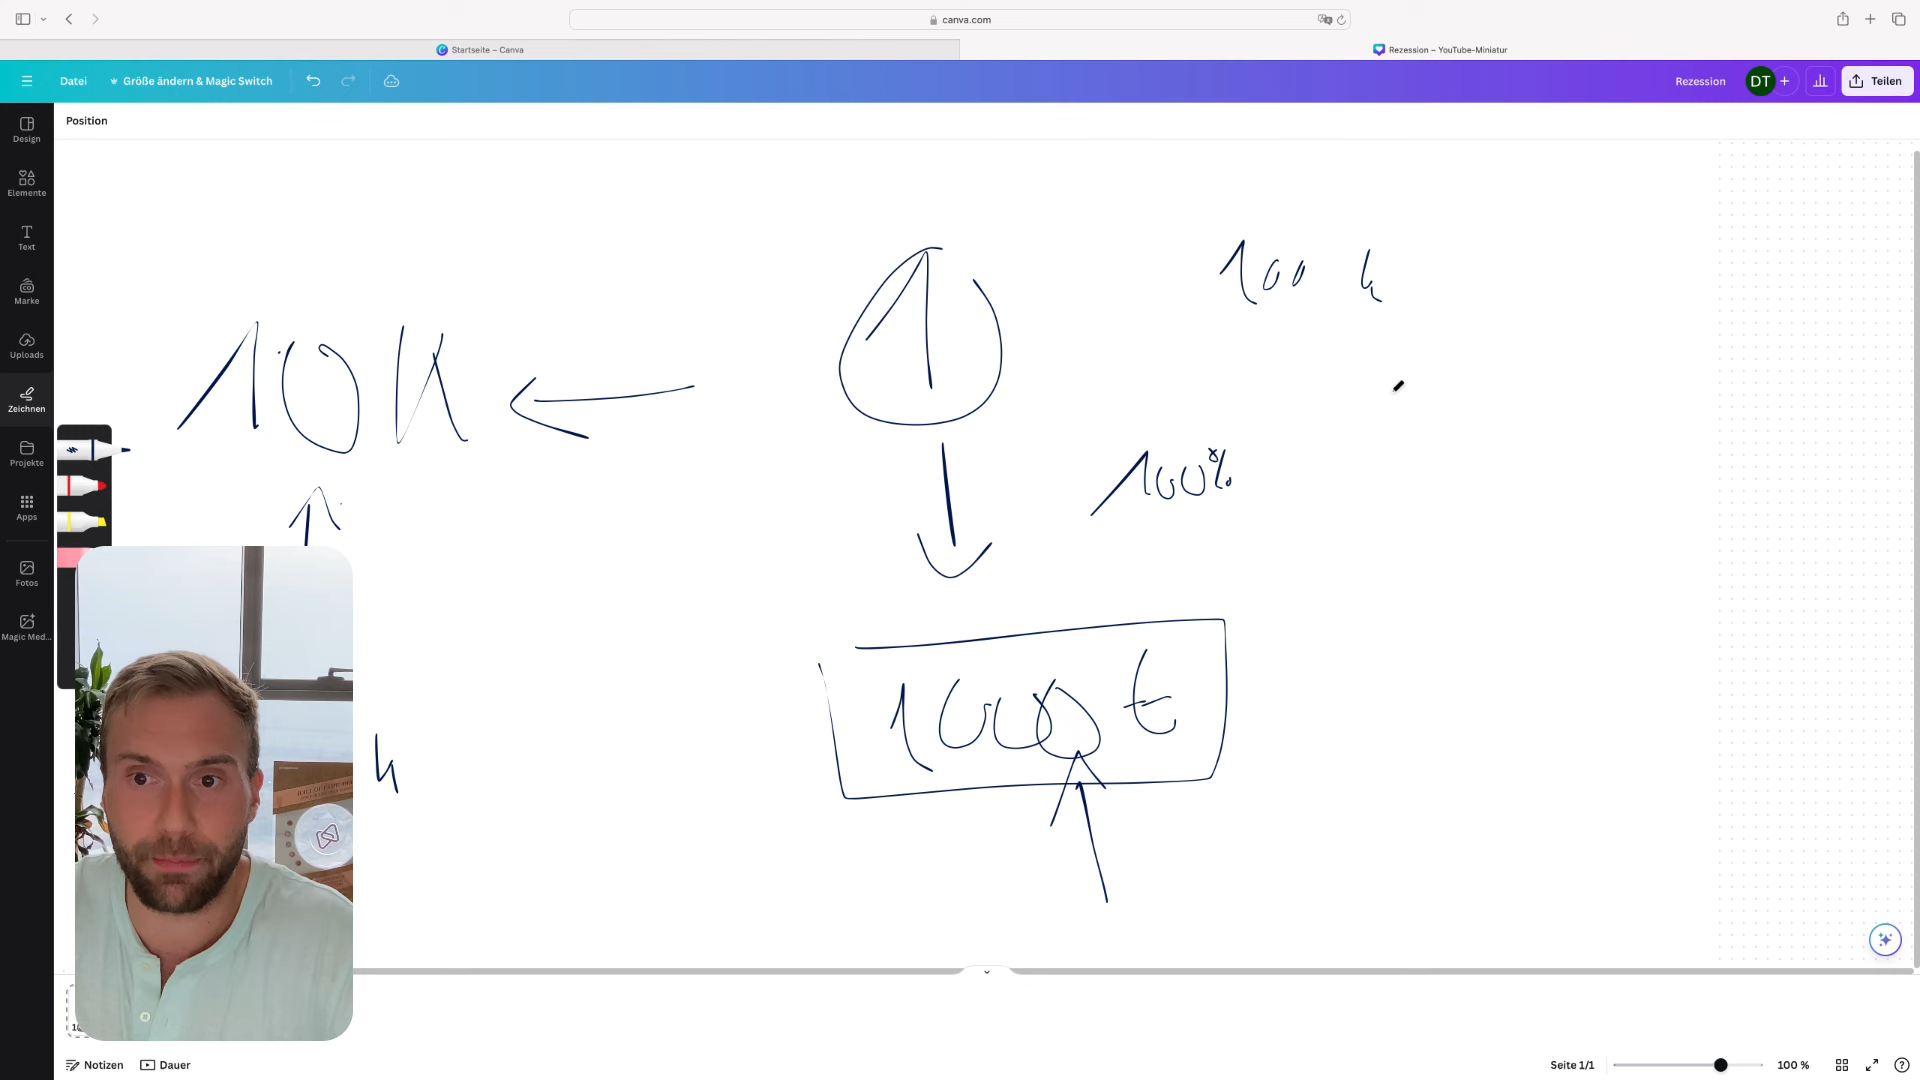 canva.com
Startseite – Canva
Rezession – YouTube-Miniatur
Datei
Größe ändern & Magic Switch
Rezession
DT
Teilen
Position
Design
Elemente
Text
Marke
Uploads
Zeichnen
Projekte
Apps
Fotos
Magic Med...
10K
1
100 k
100%
1000 €
Notizen
Dauer
Seite 1/1
100 %